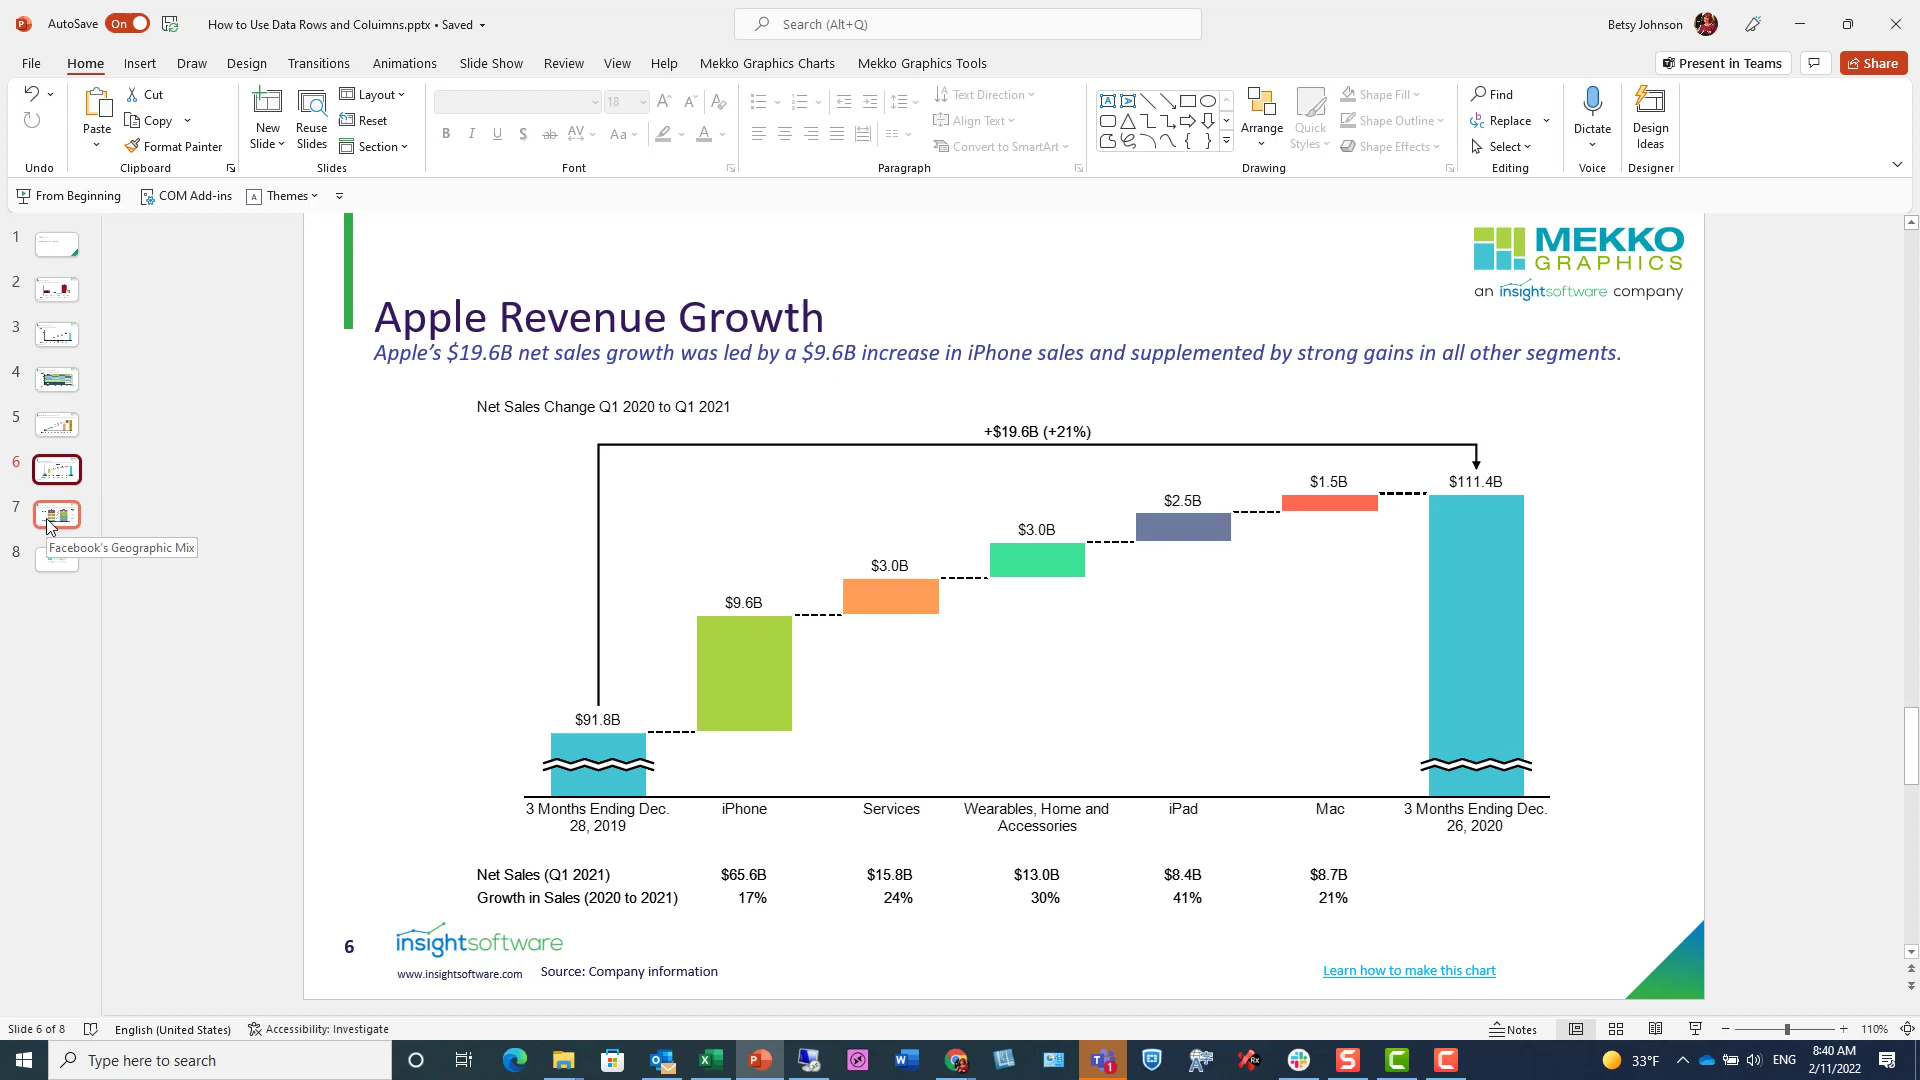 AutoSave On How to Use Data Rows and Coluimns.pptx • Saved Search (Alt+Q) Betsy Johnson
File Home Insert Draw Design Transitions Animations Slide Show Review View Help Mekko Graphics Charts Mekko Graphics Tools Present in Teams Share
Paste
Cut
Copy
Format Painter
New Slide
Reuse Slides
Layout
Reset
Section
18
Text Direction
Align Text
Convert to SmartArt
Arrange
Quick Styles
Shape Fill
Shape Outline
Shape Effects
Find
Replace
Select
Dictate
Design Ideas
Undo Clipboard Slides Font Paragraph Drawing Editing Voice Designer
From Beginning COM Add-ins Themes
1
2
3
4
5
6
7
Facebook's Geographic Mix
8
MEKKO
GRAPHICS
an insightsoftware company
Apple Revenue Growth
Apple's $19.6B net sales growth was led by a $9.6B increase in iPhone sales and supplemented by strong gains in all other segments.
Net Sales Change Q1 2020 to Q1 2021
+$19.6B (+21%)
$91.8B
$9.6B
$3.0B
$3.0B
$2.5B
$1.5B
$111.4B
3 Months Ending Dec. 28, 2019
iPhone
Services
Wearables, Home and Accessories
iPad
Mac
3 Months Ending Dec. 26, 2020
Net Sales (Q1 2021) $65.6B $15.8B $13.0B $8.4B $8.7B
Growth in Sales (2020 to 2021) 17% 24% 30% 41% 21%
6
insightsoftware
www.insightsoftware.com
Source: Company information
Learn how to make this chart
Slide 6 of 8 English (United States) Accessibility: Investigate Notes 110%
Type here to search 33°F ENG
8:40 AM
2/11/2022